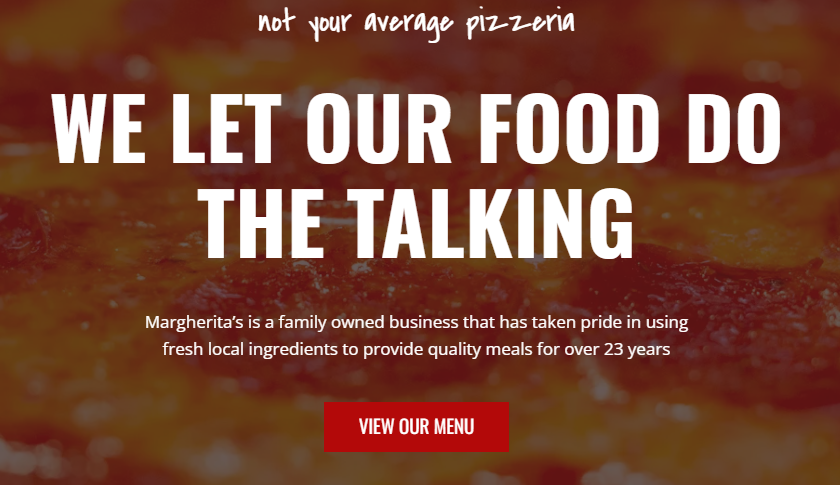 not your average pizzeria
WE LET OUR FOOD DO
THE TALKING
Margherita's is a family owned business that has taken pride in using
fresh local ingredients to provide quality meals for over 23 years
VIEW OUR MENU